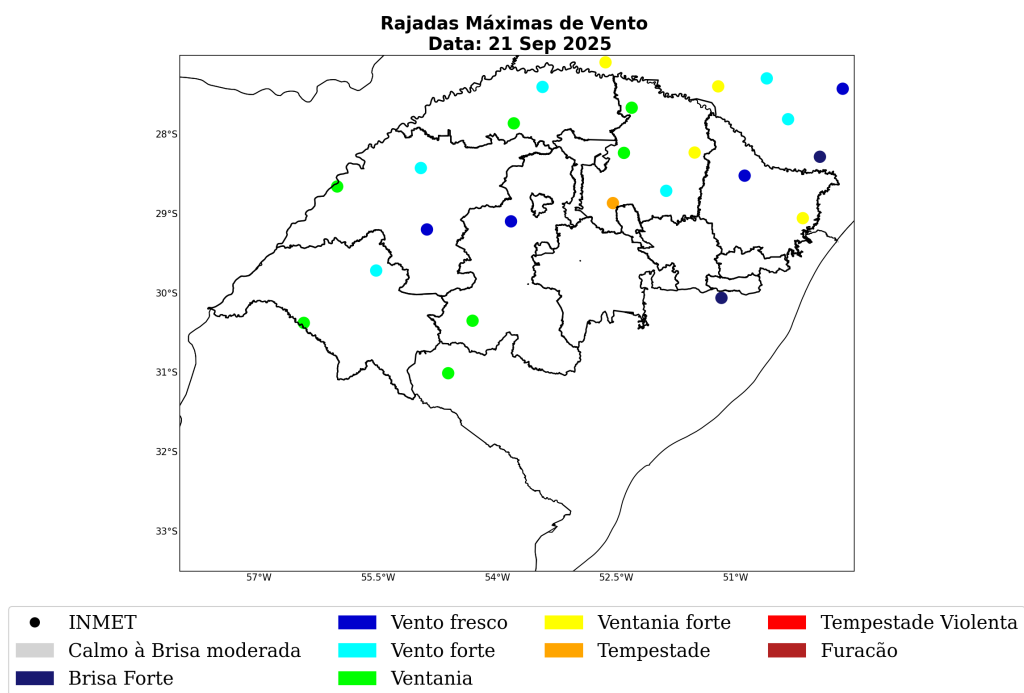 Rajadas Máximas de Vento
Data: 21 Sep 2025
28°S
29°S
30°S
31°S
32°S
33°S
57°W 55.5°W 54°W 52.5°W 51°W
INMET Vento fresco Ventania forte Tempestade Violenta
Calmo à Brisa moderada Vento forte Tempestade Furacão
Brisa Forte Ventania